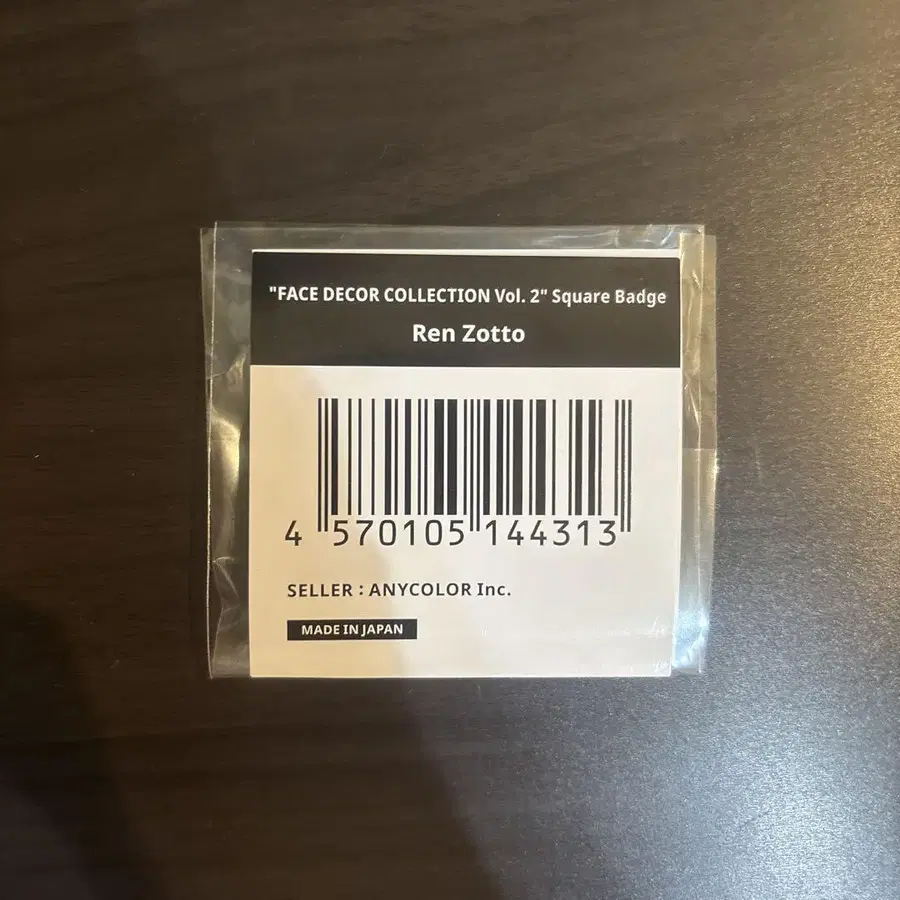 "FACE DECOR COLLECTION Vol. 2" Square Badge
Ren Zotto
4 570105 144313
SELLER : ANYCOLOR Inc.
MADE IN JAPAN